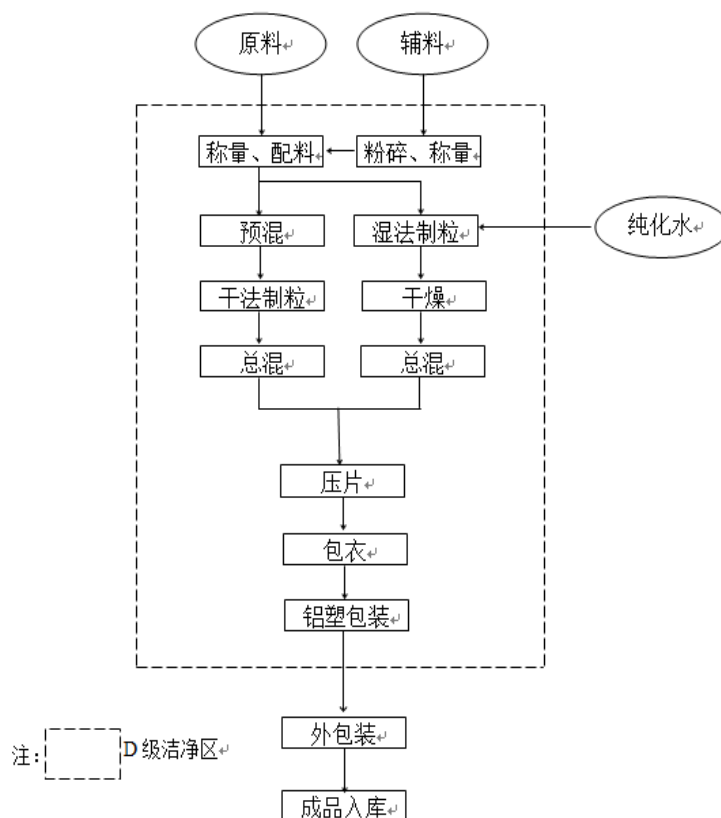 原料
辅料
称量、配料
粉碎、称量
预混
湿法制粒
纯化水
干法制粒
干燥
总混
总混
压片
包衣
铝塑包装
外包装
注：
D级洁净区
成品入库